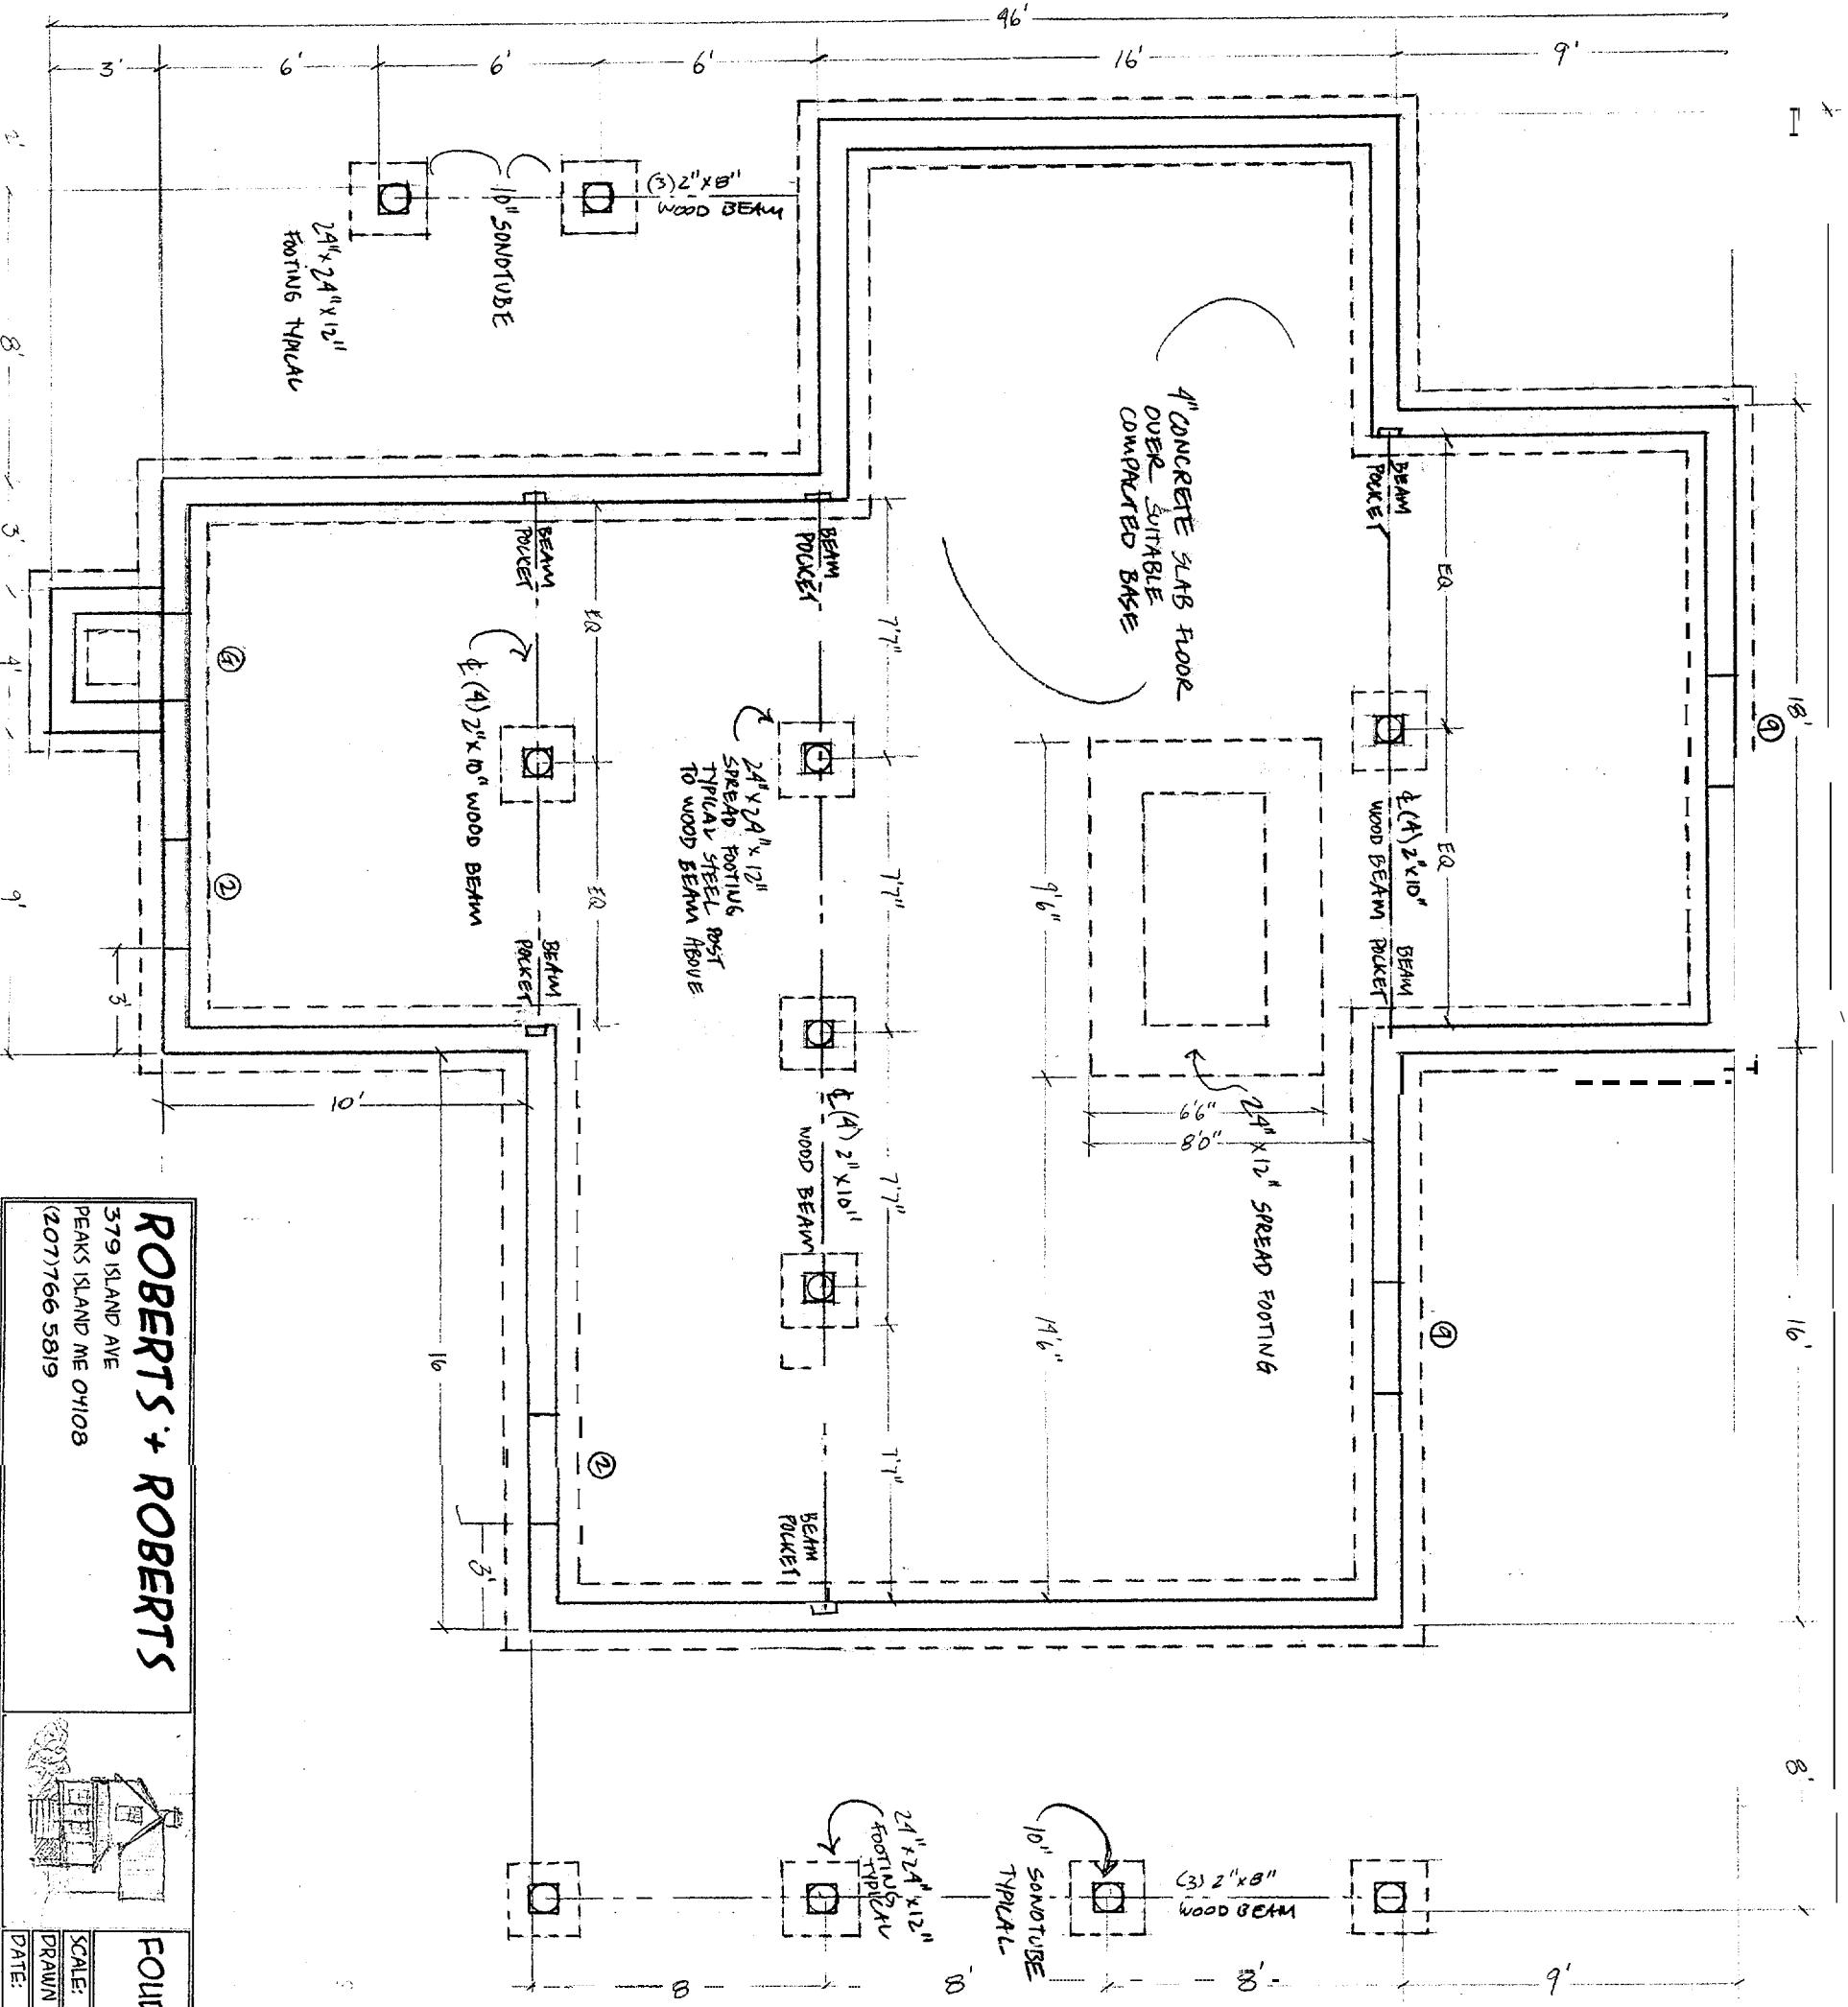 46'
3'
6'
6'
6'
16'
9'
(3) 2"x8"
WOOD BEAM
10" SONOTUBE
24"x24"x12"
FOOTING TYPICAL
2'
8'
3'
4'
9'
4" CONCRETE SLAB FLOOR
OVER SUITABLE
COMPACTED BASE
BEAM
POCKET
EQ
EQ
18'
9
16'
8'
BEAM
POCKET
BEAM
POCKET
7'7"
7'7"
7'7"
7'7"
EQ
EQ
℄ (4) 2"x10" WOOD BEAM
24"x24"x12"
SPREAD FOOTING
TYPICAL STEEL POST
TO WOOD BEAM ABOVE
℄ (4) 2"x10"
WOOD BEAM
BEAM
POCKET
BEAM
POCKET
9'6"
14'6"
6'6"
8'0"
24" x 12" SPREAD FOOTING
℄ (4) 2"x10"
WOOD BEAM
BEAM
POCKET
9
2
2
3'
10'
16
3'
24"x24"x12"
FOOTING
TYPICAL
10" SONOTUBE
TYPICAL
(3) 2"x8"
WOOD BEAM
8
8'
8'
9'
ROBERTS + ROBERTS
379 ISLAND AVE
PEAKS ISLAND ME 04108
(207)766 5819
SCALE:
DRAWN
DATE: